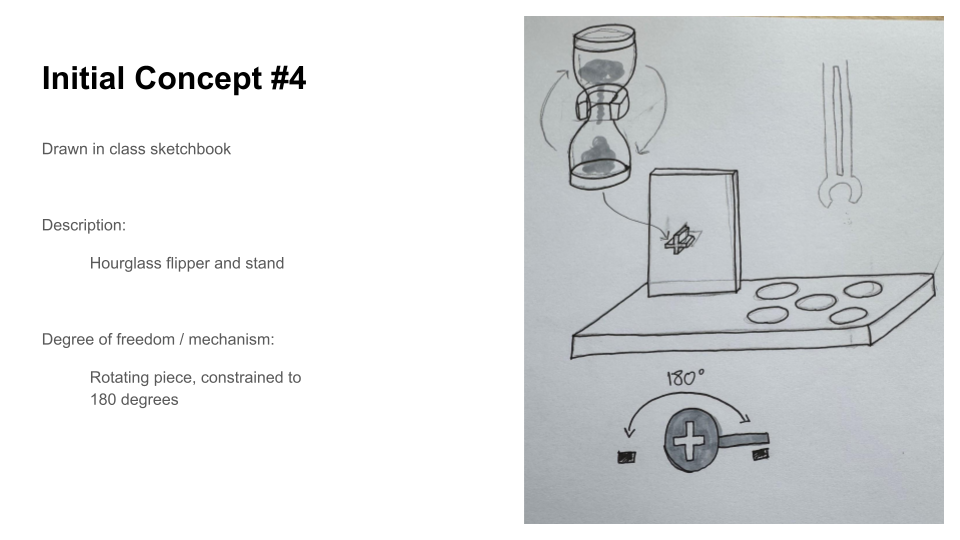 Initial Concept #4
Drawn in class sketchbook
Description:
Hourglass flipper and stand
Degree of freedom / mechanism:
Rotating piece, constrained to
180 degrees
180°